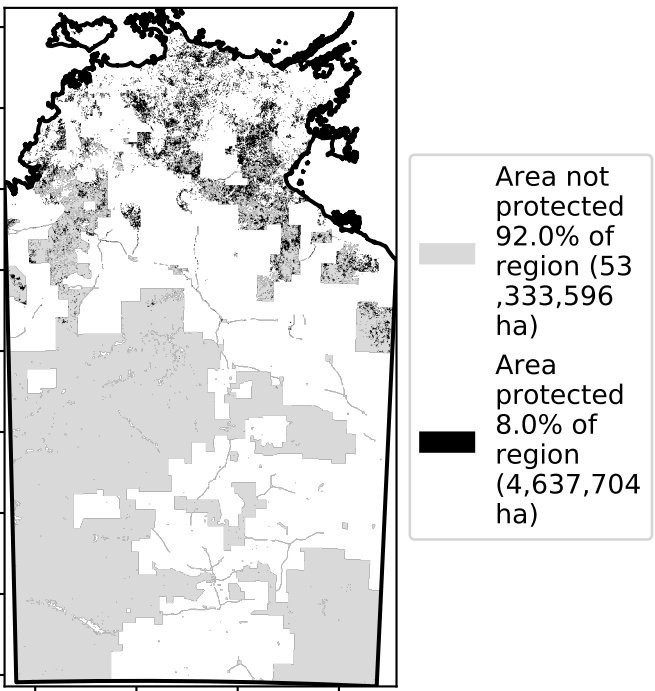 Area not
protected
92.0% of
region (53
,333,596
ha)
Area
protected
8.0% of
region
(4,637,704
ha)